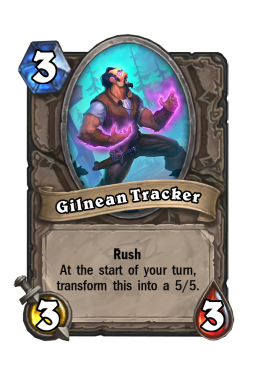 3
Gilnean Tracker
Rush
At the start of your turn,
transform this into a 5/5.
3 3